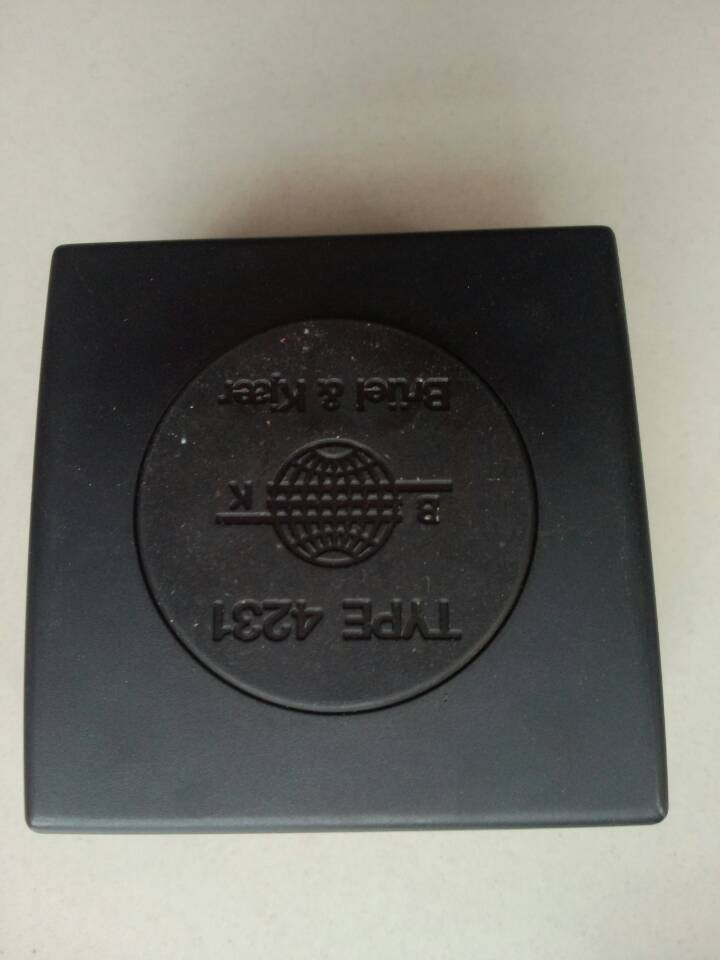 TYPE 4231
B K
Brüel & Kjær